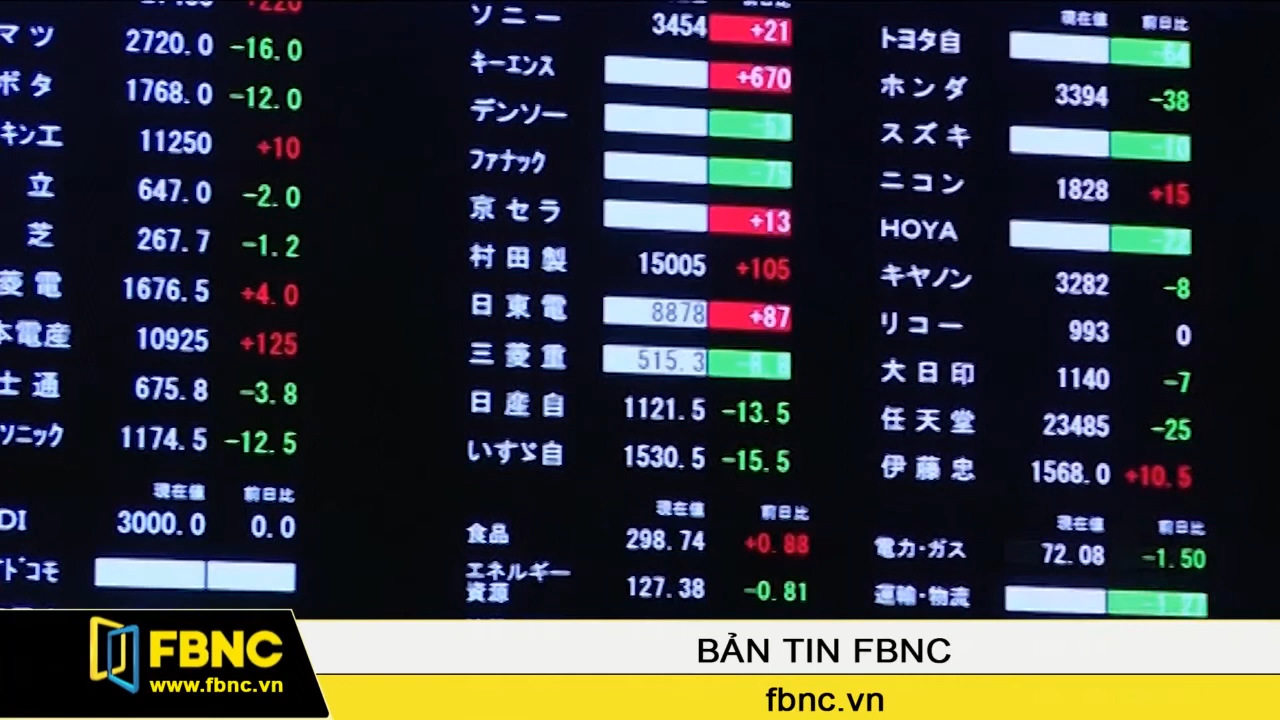 +220
マツ 2720.0 -16.0
ボタ 1768.0 -12.0
キン工 11250 +10
立 647.0 -2.0
芝 267.7 -1.2
菱電 1676.5 +4.0
本電産 10925 +125
士通 675.8 -3.8
ソニック 1174.5 -12.5
現在値 前日比
DI 3000.0 0.0
ドコモ
ソニー 3454 +21
キーエンス +670
デンソー
ファナック -75
京セラ +13
村田製 15005 +105
日東電 8878 +87
三菱重 515.3
日産自 1121.5 -13.5
いすゞ自 1530.5 -15.5
現在値 前日比
食品 298.74 +0.88
エネルギー
資源 127.38 -0.81
現在値 前日比
トヨタ自 -64
ホンダ 3394 -38
スズキ -10
ニコン 1828 +15
HOYA -22
キヤノン 3282 -8
リコー 993 0
大日印 1140 -7
任天堂 23485 -25
伊藤忠 1568.0 +10.5
現在値 前日比
電力・ガス 72.08 -1.50
運輸・物流
FBNC
www.fbnc.vn
BẢN TIN FBNC
fbnc.vn